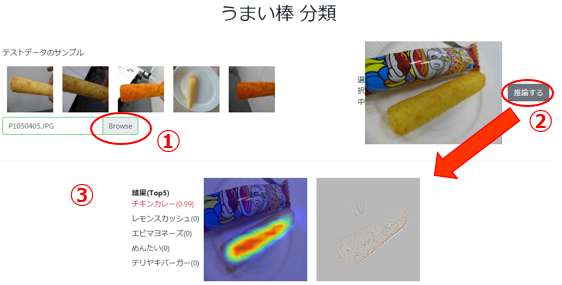 うまい棒 分類
テストデータのサンプル
選択中
P1050405.JPG
Browse
推論する
①
②
③
結果(Top5)
チキンカレー(0.99)
レモンスカッシュ(0)
エビマヨネーズ(0)
めんたい(0)
テリヤキバーガー(0)